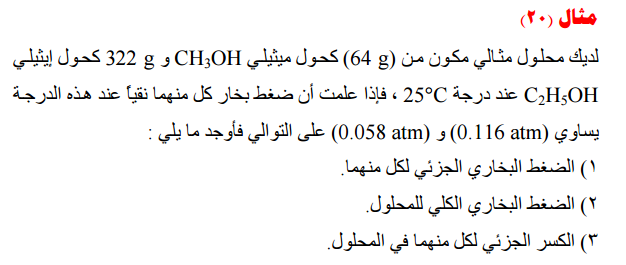 مثال (٢٠)
لديك محلول مثالي مكون من (64 g) كحول ميثيلي CH₃OH و 322 g كحول إيثيلي
C₂H₅OH عند درجة 25°C ، فإذا علمت أن ضغط بخار كل منهما نقياً عند هذه الدرجة
يساوي (0.116 atm) و (0.058 atm) على التوالي فأوجد ما يلي :
١) الضغط البخاري الجزئي لكل منهما.
٢) الضغط البخاري الكلي للمحلول.
٣) الكسر الجزئي لكل منهما في المحلول.